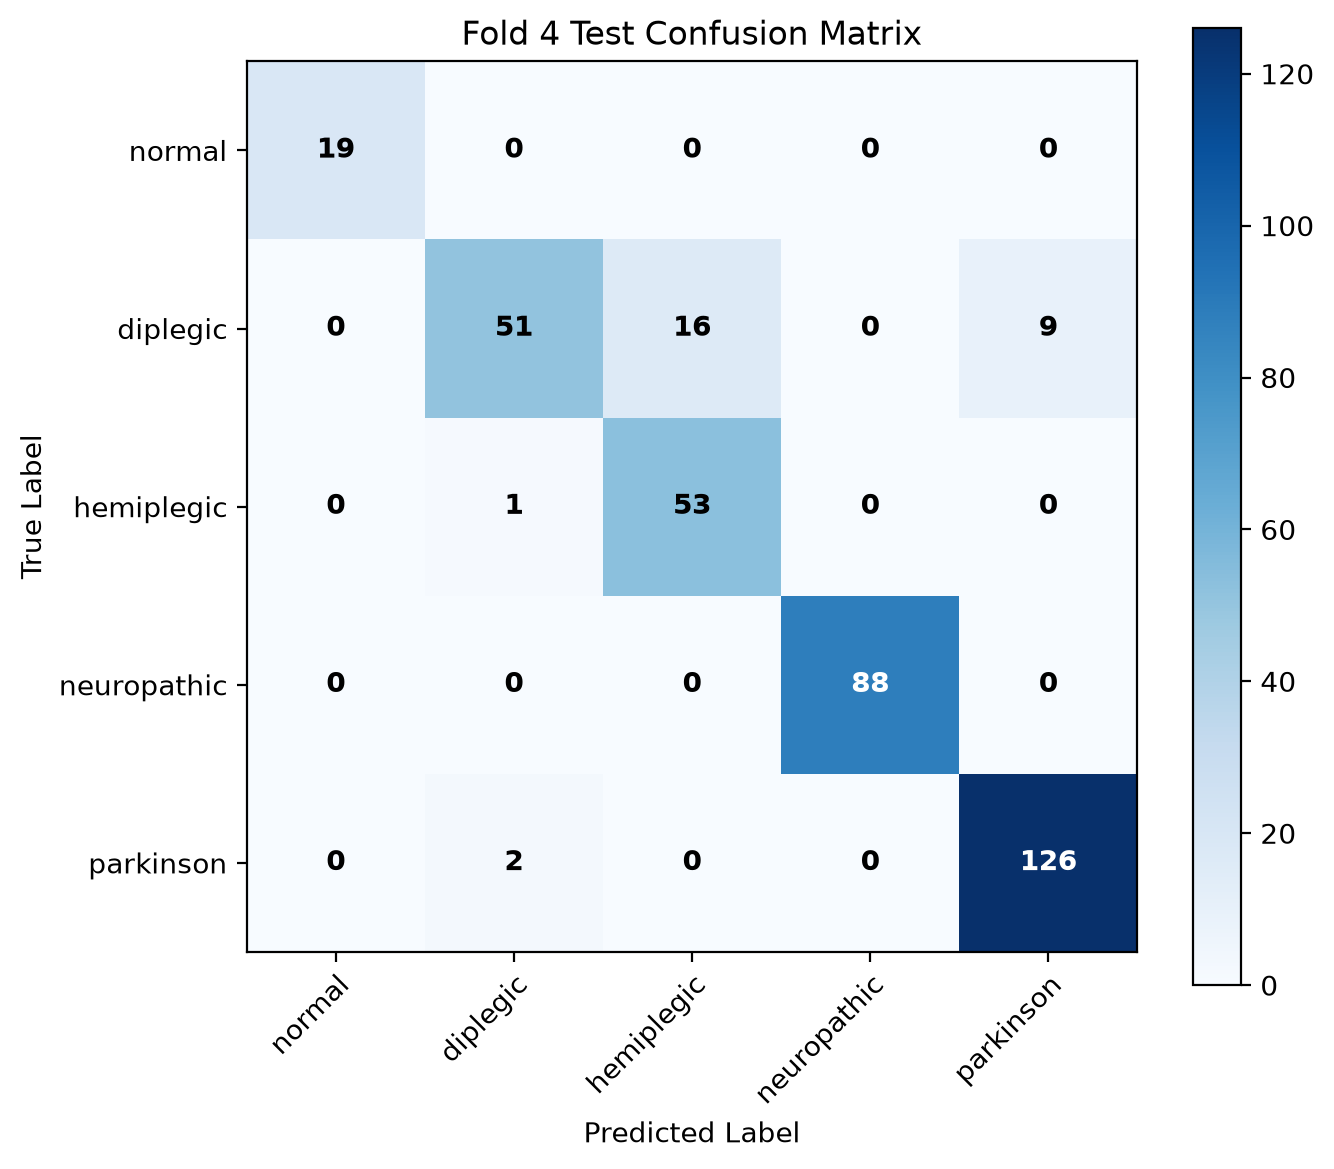 Fold 4 Test Confusion Matrix
True Label
normal 19 0 0 0 0
diplegic 0 51 16 0 9
hemiplegic 0 1 53 0 0
neuropathic 0 0 0 88 0
parkinson 0 2 0 0 126
normal diplegic hemiplegic neuropathic parkinson
Predicted Label
120
100
80
60
40
20
0